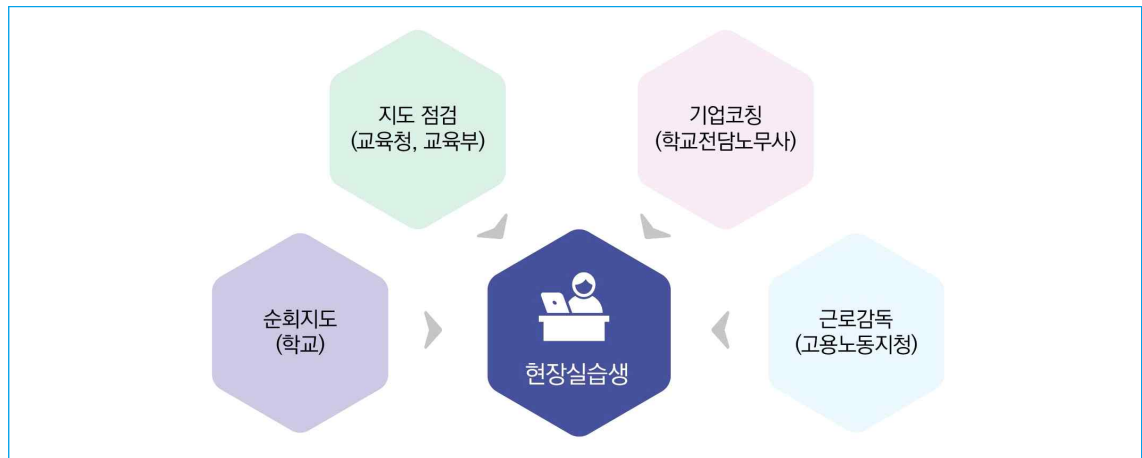 지도 점검
(교육청, 교육부)
기업코칭
(학교전담노무사)
순회지도
(학교)
현장실습생
근로감독
(고용노동지청)